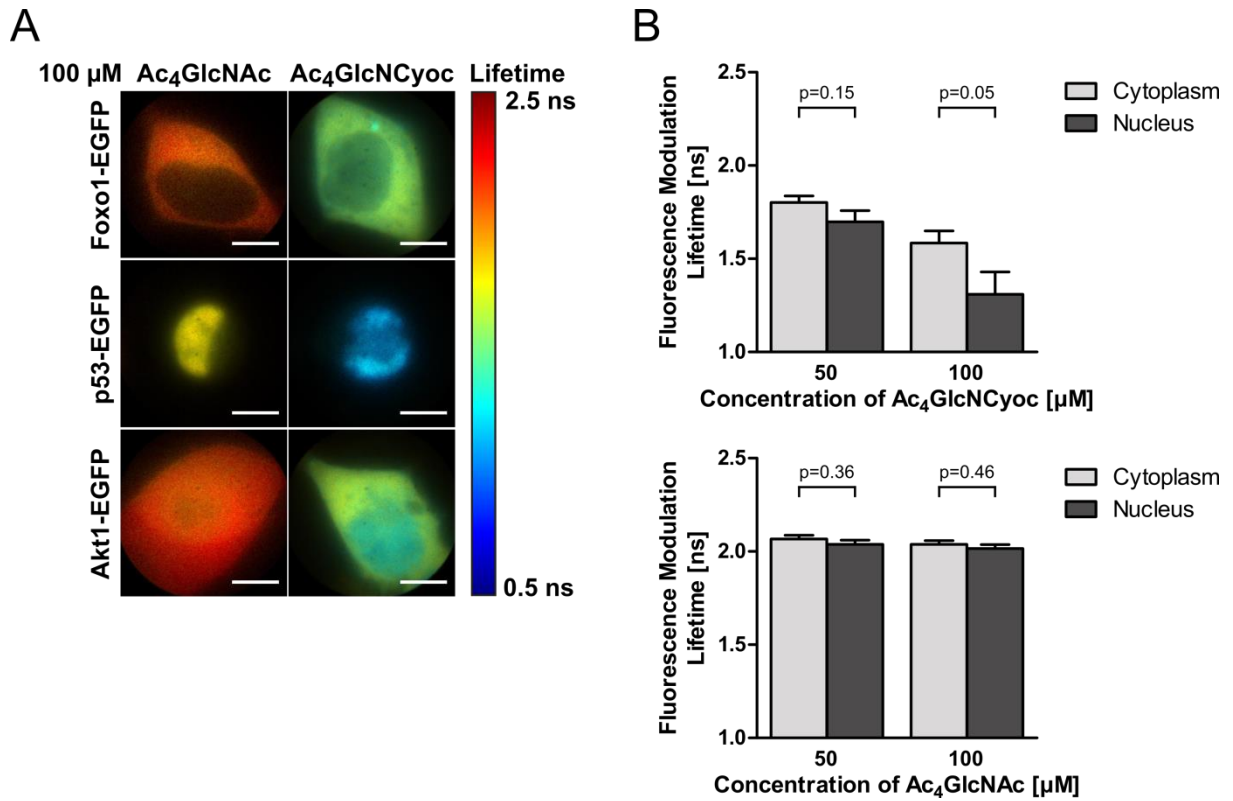 A
100 µM Ac4GlcNAc Ac4GlcNCyoc Lifetime
2.5 ns
Foxo1-EGFP
p53-EGFP
Akt1-EGFP
0.5 ns
B
Fluorescence Modulation
Lifetime [ns]
2.5
2.0
1.5
1.0
p=0.15
p=0.05
Cytoplasm
Nucleus
50
100
Concentration of Ac4GlcNCyoc [µM]
Fluorescence Modulation
Lifetime [ns]
2.5
2.0
1.5
1.0
p=0.36
p=0.46
Cytoplasm
Nucleus
50
100
Concentration of Ac4GlcNAc [µM]